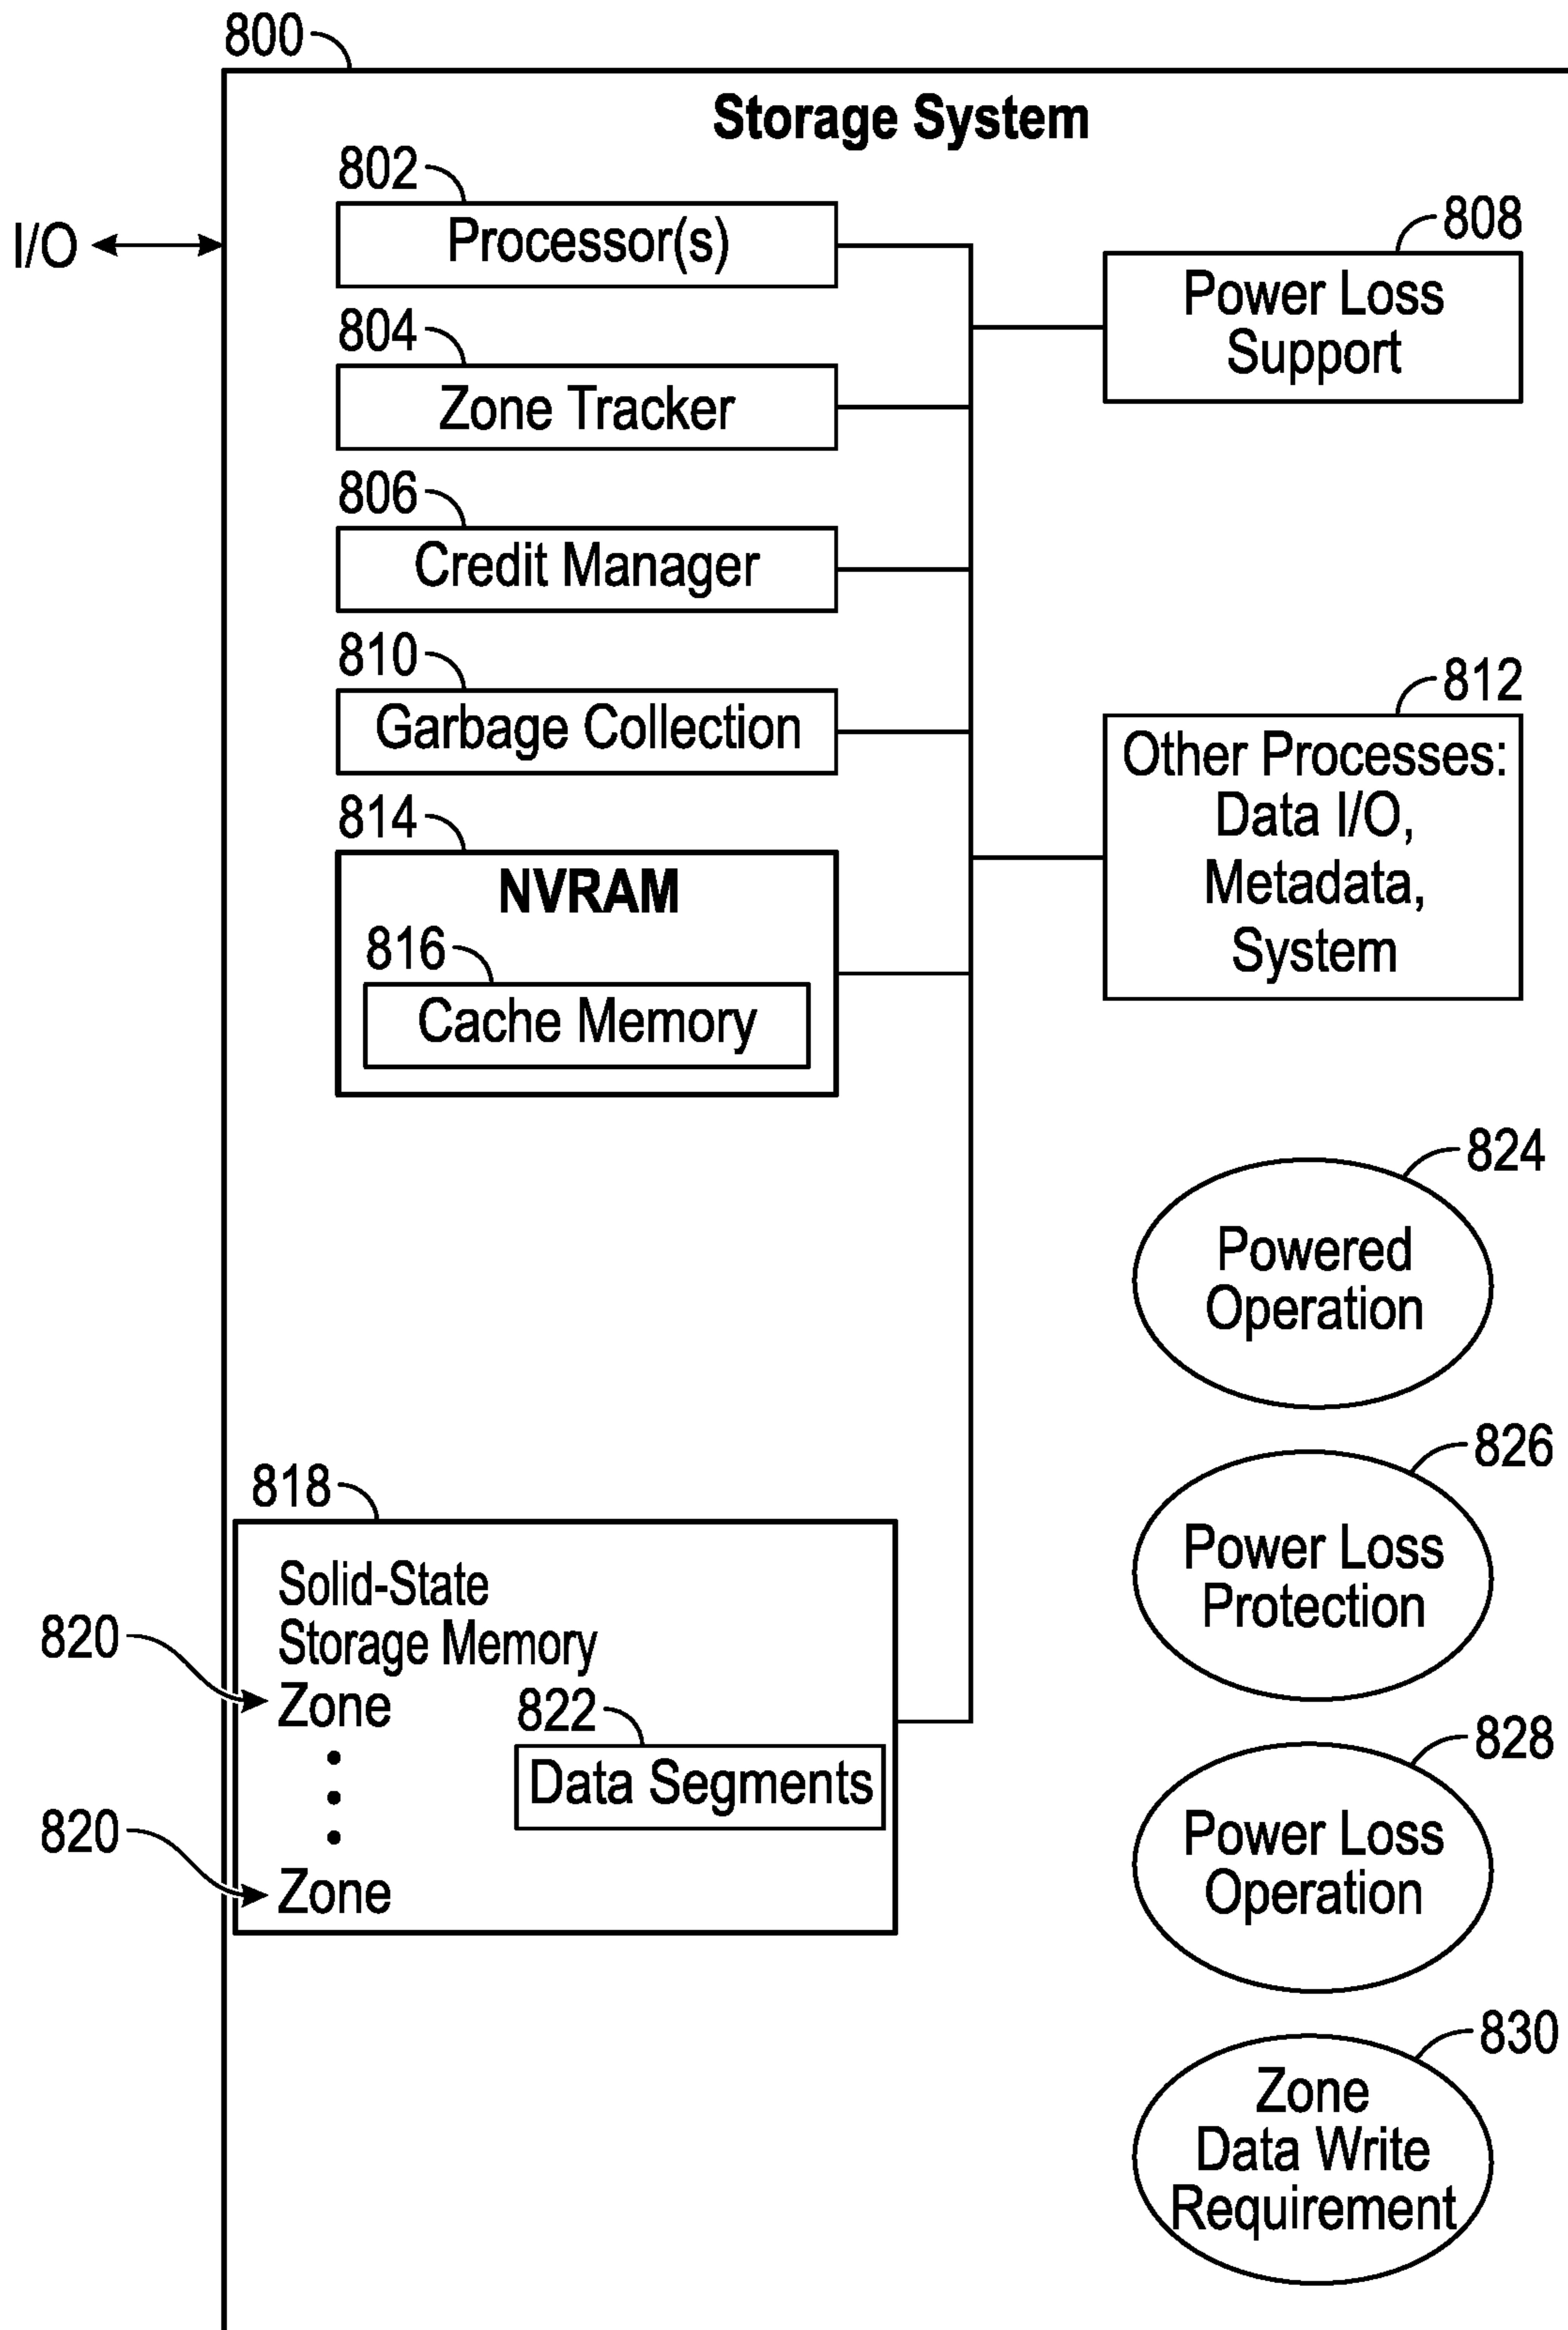 800
Storage System
802
I/O
Processor(s)
808
Power Loss
Support
804
Zone Tracker
806
Credit Manager
810
Garbage Collection
812
Other Processes:
Data I/O,
Metadata,
System
814
NVRAM
816
Cache Memory
824
Powered
Operation
826
Power Loss
Protection
818
Solid-State
Storage Memory
820
Zone
822
Data Segments
820
Zone
828
Power Loss
Operation
830
Zone
Data Write
Requirement